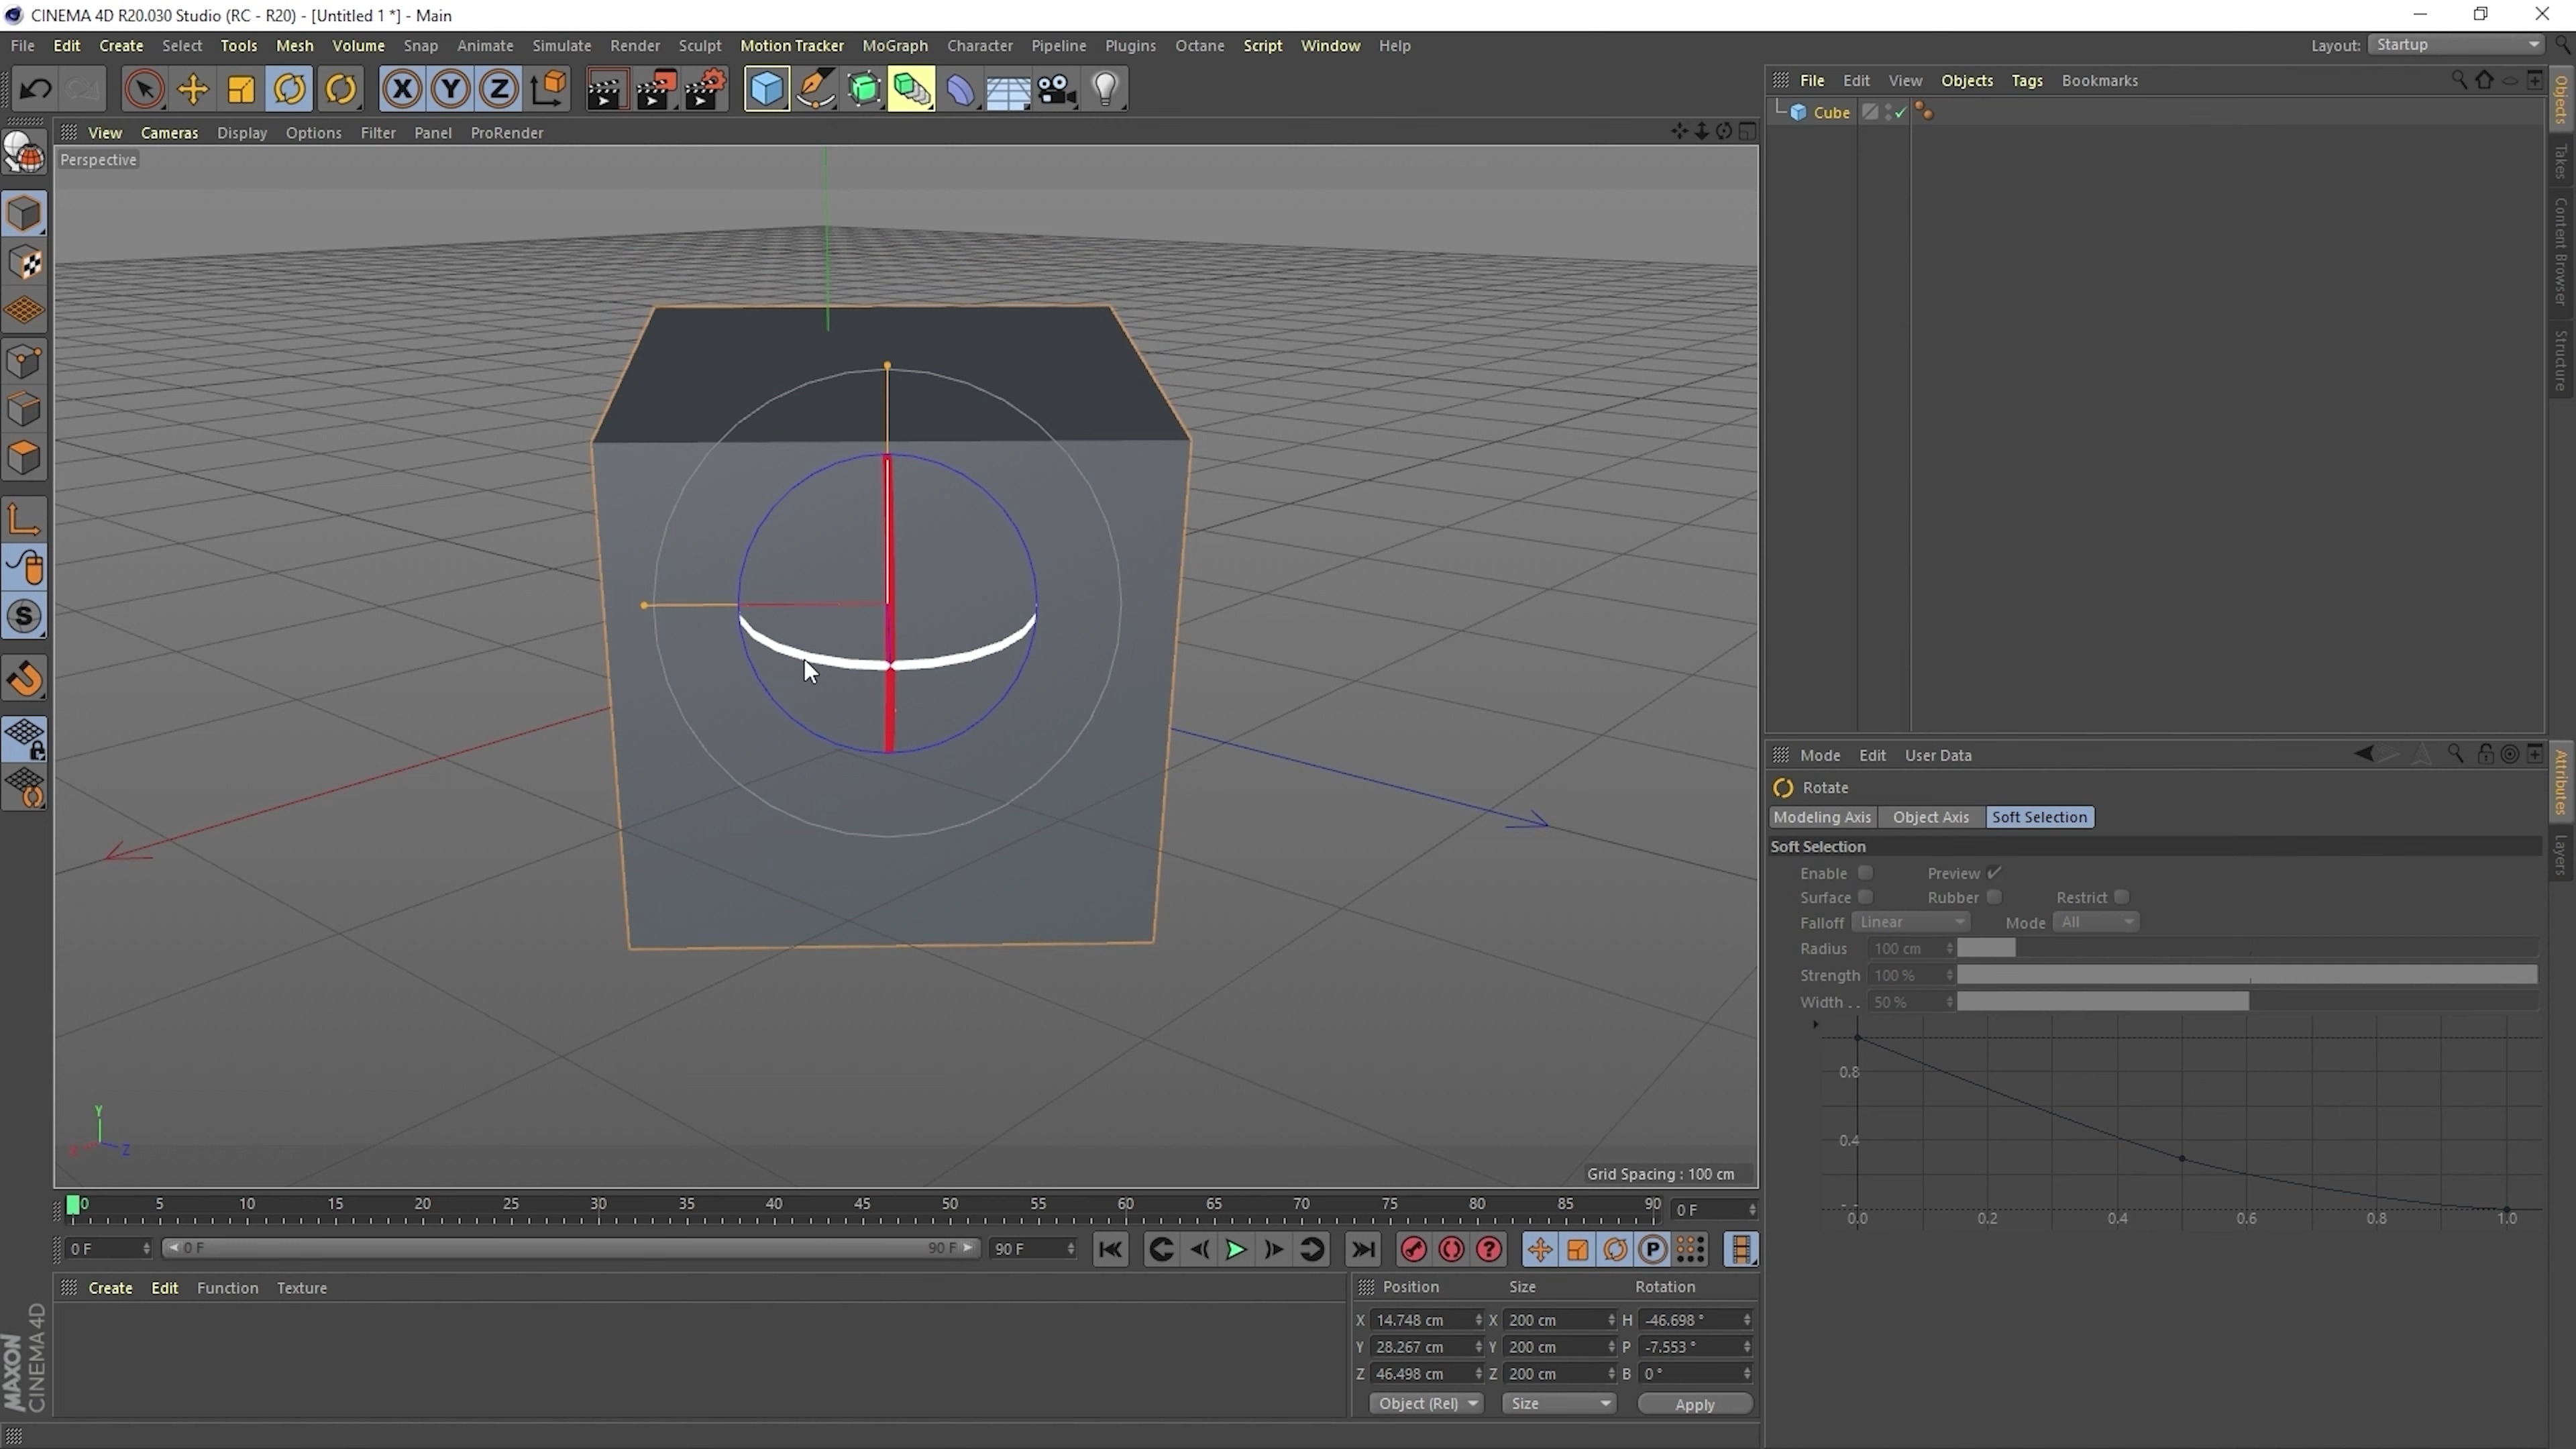 CINEMA 4D R20.030 Studio (RC - R20) - [Untitled 1 *] - Main
File Edit Create Select Tools Mesh Volume Snap Animate Simulate Render Sculpt Motion Tracker MoGraph Character Pipeline Plugins Octane Script Window Help Layout: Startup
X Y Z
File Edit View Objects Tags Bookmarks
Cube
View Cameras Display Options Filter Panel ProRender
Perspective
Objects
Takes
Content Browser
Structure
S
Mode Edit User Data
Rotate
Modeling Axis Object Axis Soft Selection
Soft Selection
Enable Preview
Surface Rubber Restrict
Falloff Linear Mode All
Radius 100 cm
Strength 100 %
Width . . 50 %
0.8
0.4
0.0 0.2 0.4 0.6 0.8 1.0
Attributes
Layers
Y
Z
Grid Spacing : 100 cm
0 5 10 15 20 25 30 35 40 45 50 55 60 65 70 75 80 85 90 0 F
0 F 0 F 90 F 90 F ? P
Create Edit Function Texture
Position Size Rotation
X 14.748 cm X 200 cm H -46.698 °
Y 28.267 cm Y 200 cm P -7.553 °
Z 46.498 cm Z 200 cm B 0 °
Object (Rel) Size Apply
MAXON
CINEMA 4D